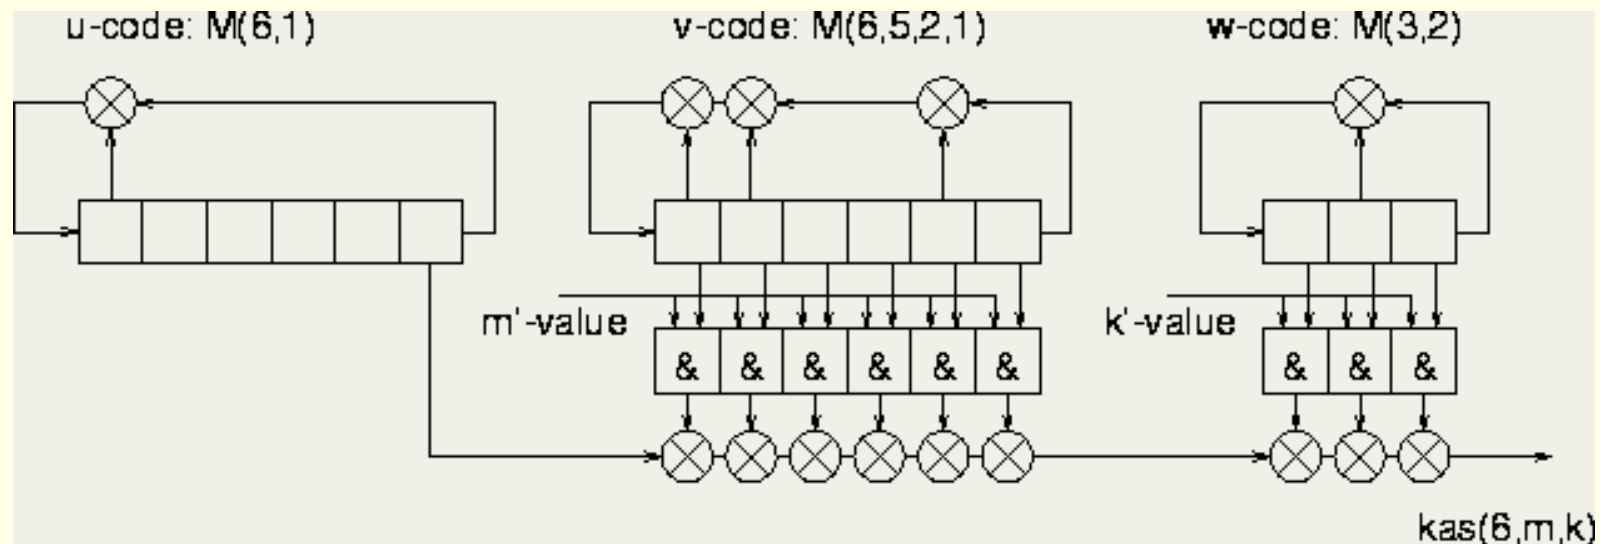 u-code: M(6,1)
v-code: M(6,5,2,1)
w-code: M(3,2)
m'-value
k'-value
& & & & & &
& & &
kas(6,m,k)